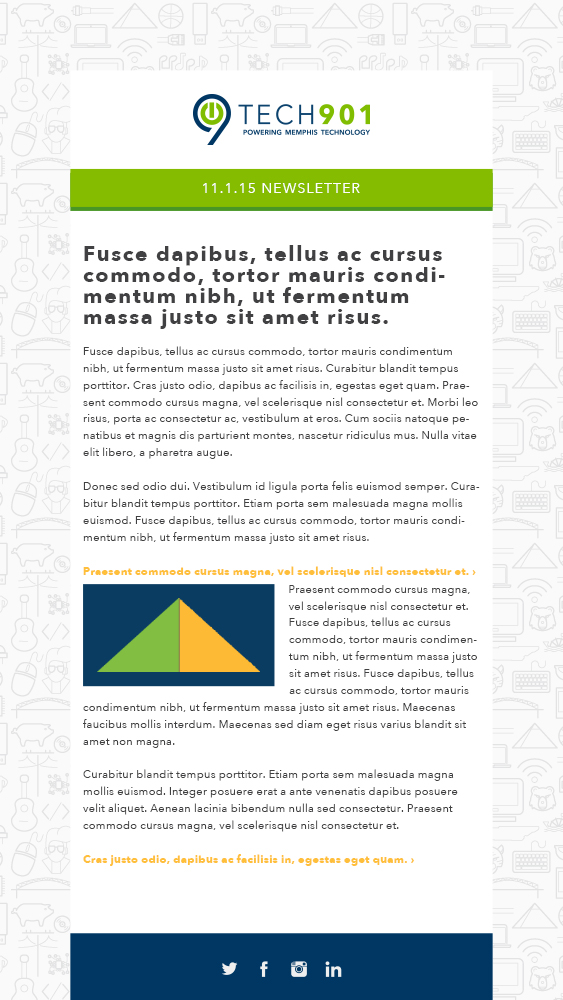 TECH901
POWERING MEMPHIS TECHNOLOGY
11.1.15 NEWSLETTER
Fusce dapibus, tellus ac cursus
commodo, tortor mauris condi-
mentum nibh, ut fermentum
massa justo sit amet risus.
Fusce dapibus, tellus ac cursus commodo, tortor mauris condimentum
nibh, ut fermentum massa justo sit amet risus. Curabitur blandit tempus
porttitor. Cras justo odio, dapibus ac facilisis in, egestas eget quam. Prae-
sent commodo cursus magna, vel scelerisque nisl consectetur et. Morbi leo
risus, porta ac consectetur ac, vestibulum at eros. Cum sociis natoque pe-
natibus et magnis dis parturient montes, nascetur ridiculus mus. Nulla vitae
elit libero, a pharetra augue.
Donec sed odio dui. Vestibulum id ligula porta felis euismod semper. Cura-
bitur blandit tempus porttitor. Etiam porta sem malesuada magna mollis
euismod. Fusce dapibus, tellus ac cursus commodo, tortor mauris condi-
mentum nibh, ut fermentum massa justo sit amet risus.
Praesent commodo cursus magna, vel scelerisque nisl consectetur et. ›
Praesent commodo cursus magna,
vel scelerisque nisl consectetur et.
Fusce dapibus, tellus ac cursus
commodo, tortor mauris condimen-
tum nibh, ut fermentum massa justo
sit amet risus. Fusce dapibus, tellus
ac cursus commodo, tortor mauris
condimentum nibh, ut fermentum massa justo sit amet risus. Maecenas
faucibus mollis interdum. Maecenas sed diam eget risus varius blandit sit
amet non magna.
Curabitur blandit tempus porttitor. Etiam porta sem malesuada magna
mollis euismod. Integer posuere erat a ante venenatis dapibus posuere
velit aliquet. Aenean lacinia bibendum nulla sed consectetur. Praesent
commodo cursus magna, vel scelerisque nisl consectetur et.
Cras justo odio, dapibus ac facilisis in, egestas eget quam. ›